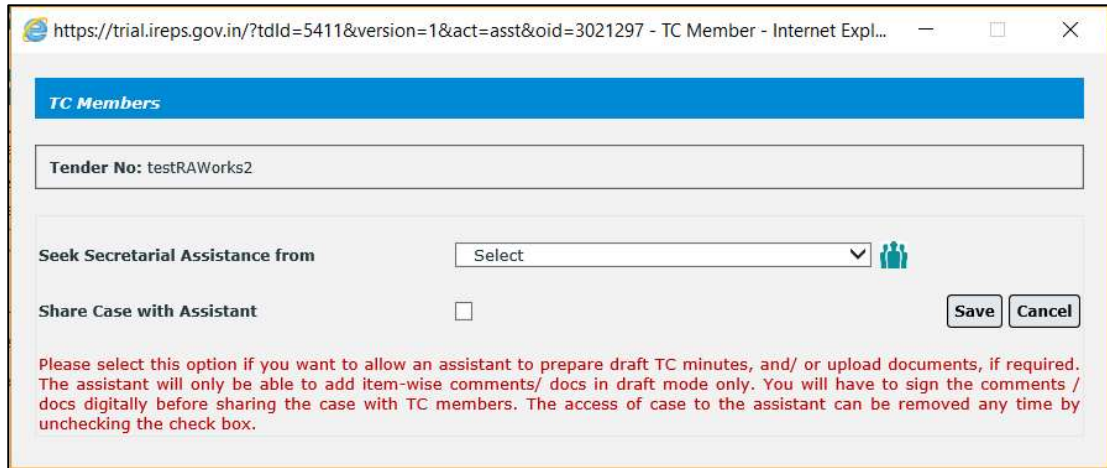 https://trial.ireps.gov.in/?tdId=5411&version=1&act=asst&oid=3021297 - TC Member - Internet Expl...
TC Members
Tender No: testRAWorks2
Seek Secretarial Assistance from Select
Share Case with Assistant Save Cancel
Please select this option if you want to allow an assistant to prepare draft TC minutes, and/ or upload documents, if required.
The assistant will only be able to add item-wise comments/ docs in draft mode only. You will have to sign the comments /
docs digitally before sharing the case with TC members. The access of case to the assistant can be removed any time by
unchecking the check box.